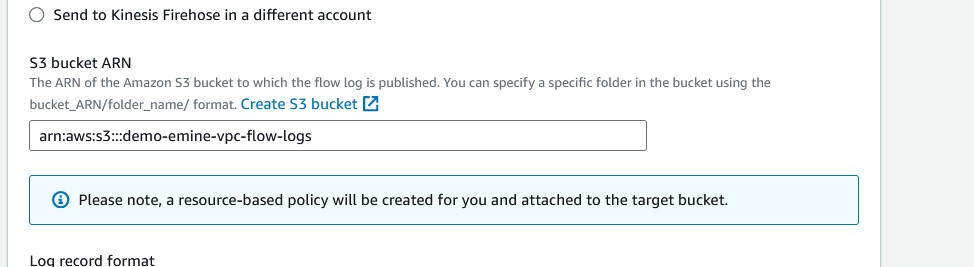 Send to Kinesis Firehose in a different account
S3 bucket ARN
The ARN of the Amazon S3 bucket to which the flow log is published. You can specify a specific folder in the bucket using the
bucket_ARN/folder_name/ format. Create S3 bucket
arn:aws:s3:::demo-emine-vpc-flow-logs
Please note, a resource-based policy will be created for you and attached to the target bucket.
Log record format